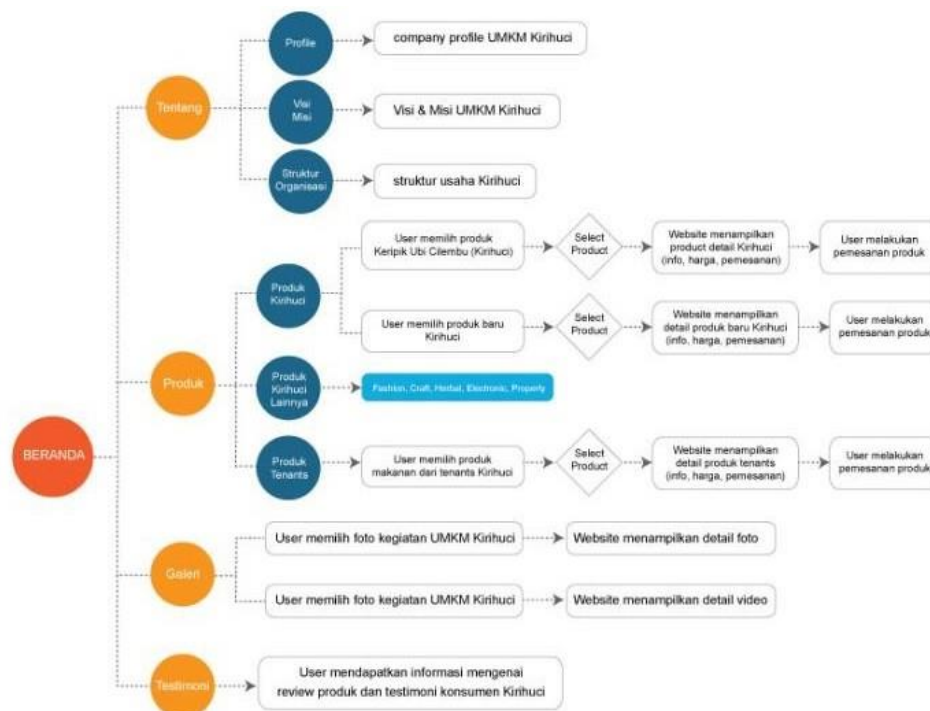 Profile
company profile UMKM Kirihuci
Tentang
Visi
Misi
Visi & Misi UMKM Kirihuci
Struktur
Organisasi
struktur usaha Kirihuci
User memilih produk
Keripik Ubi Cilembu (Kirihuci)
Select
Product
Website menampilkan
product detail Kirihuci
(info, harga, pemesanan)
User melakukan
pemesanan produk
Produk
Kirihuci
User memilih produk baru
Kirihuci
Select
Product
Website menampilkan
detail produk baru Kirihuci
(info, harga, pemesanan)
User melakukan
pemesanan produk
Produk
Produk
Kirihuci
Lainnya
Fashion, Craft, Herbal, Electronic, Property
BERANDA
Produk
Tenants
User memilih produk
makanan dari tenants Kirihuci
Select
Product
Website menampilkan
detail produk tenants
(info, harga, pemesanan)
User melakukan
pemesanan produk
Galeri
User memilih foto kegiatan UMKM Kirihuci
Website menampilkan detail foto
User memilih foto kegiatan UMKM Kirihuci
Website menampilkan detail video
Testimoni
User mendapatkan informasi mengenai
review produk dan testimoni konsumen Kirihuci